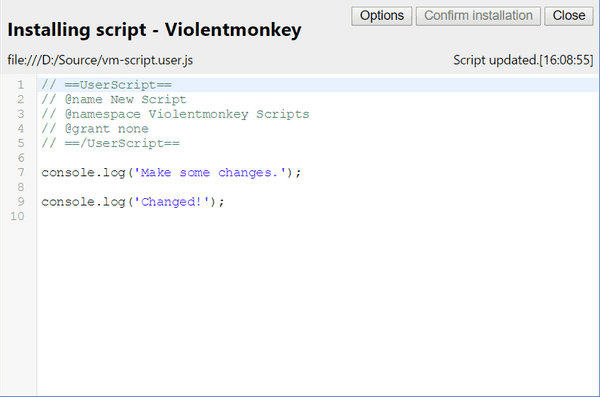 Installing script - Violentmonkey
Options
Confirm installation
Close
file:///D:/Source/vm-script.user.js
Script updated.[16:08:55]
1 // ==UserScript==
2 // @name New Script
3 // @namespace Violentmonkey Scripts
4 // @grant none
5 // ==/UserScript==
6
7 console.log('Make some changes.');
8
9 console.log('Changed!');
10